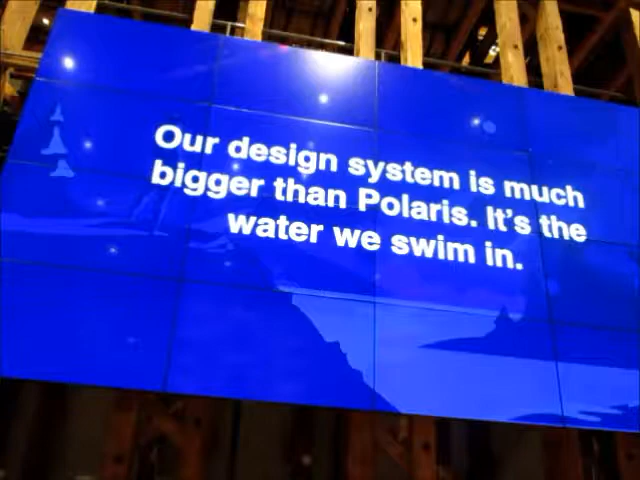 Our design system is much
bigger than Polaris. It's the
water we swim in.